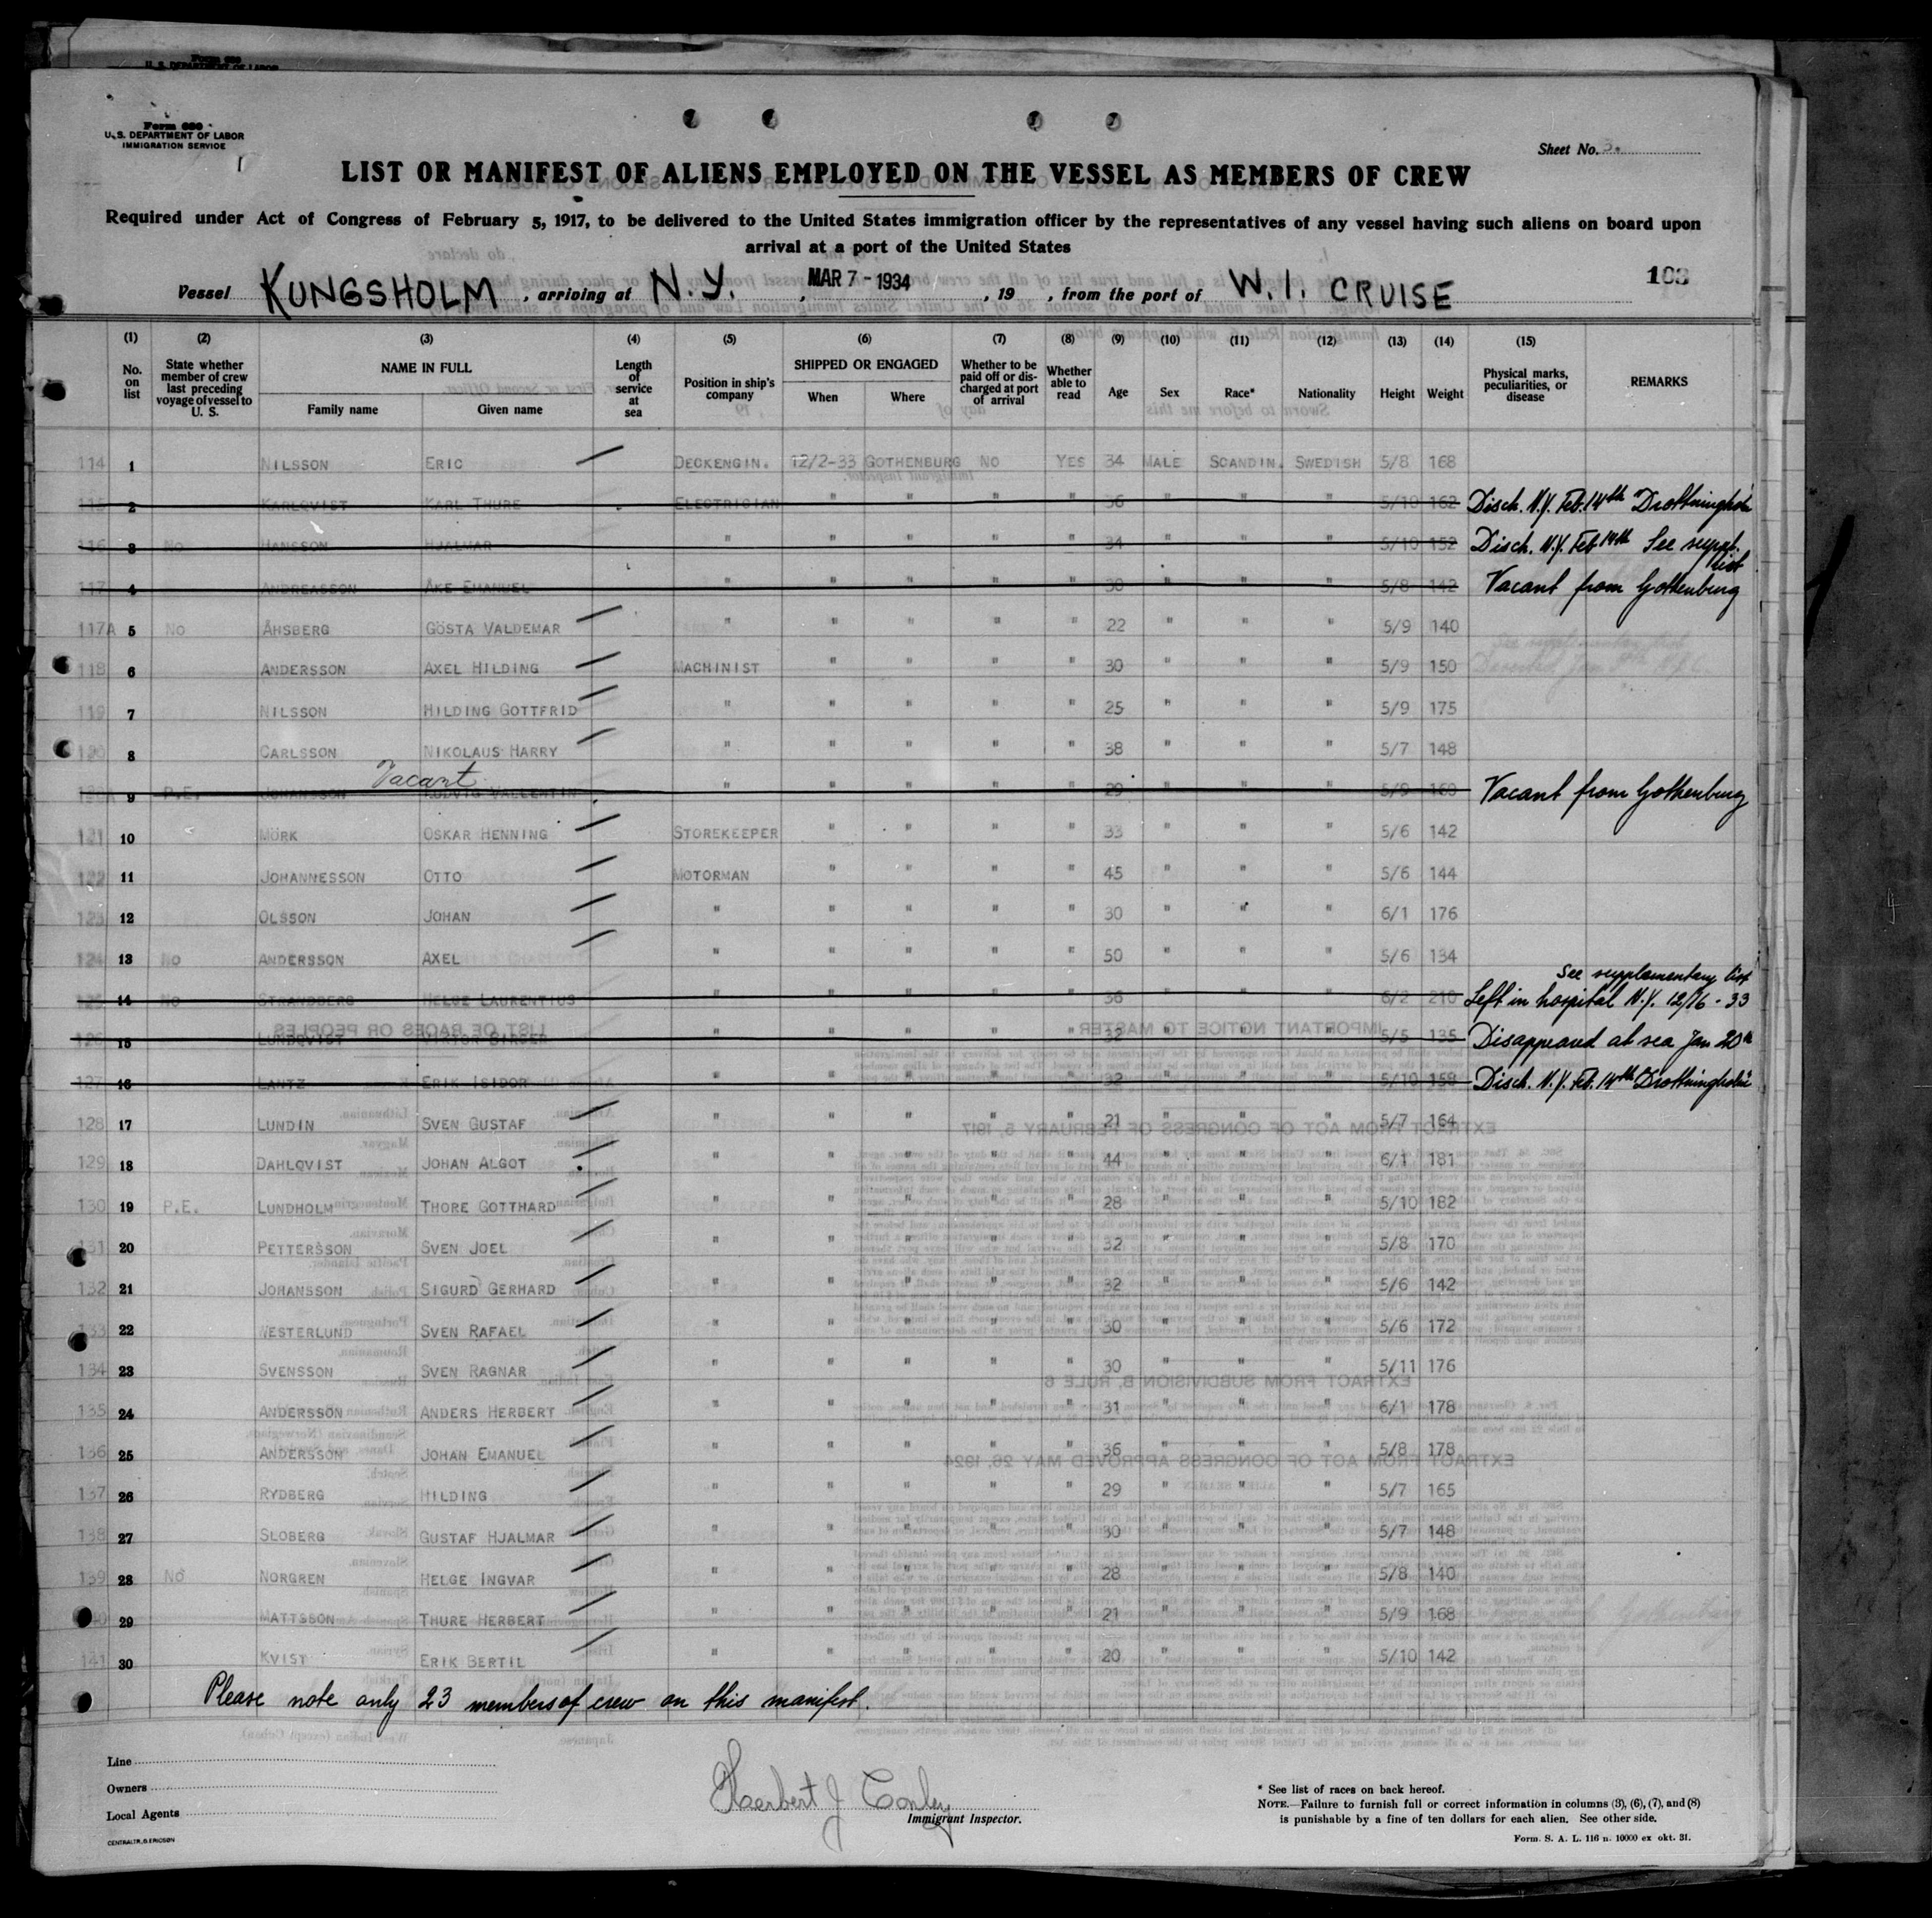 Form 680
U. S. DEPARTMENT OF LABOR
IMMIGRATION SERVICE
Sheet No. 3.
LIST OR MANIFEST OF ALIENS EMPLOYED ON THE VESSEL AS MEMBERS OF CREW
Required under Act of Congress of February 5, 1917, to be delivered to the United States immigration officer by the representatives of any vessel having such aliens on board upon
arrival at a port of the United States
Vessel KUNGSHOLM, arriving at N.Y., MAR 7 - 1934, 19 , from the port of W.I. CRUISE 103
(1) (2) (3) (4) (5) (6) (7) (8) (9) (10) (11) (12) (13) (14) (15)
No. on list State whether member of crew last preceding voyage of vessel to U. S. NAME IN FULL Family name Given name Length of service at sea Position in ship's company SHIPPED OR ENGAGED When Where Whether to be paid off or discharged at port of arrival Whether able to read Age Sex Race* Nationality Height Weight Physical marks, peculiarities, or disease REMARKS
114 1 NILSSON ERIC DECKENGIN. 12/2-33 GOTHENBURG NO YES 34 MALE SCANDIN. SWEDISH 5/8 168
115 2 KARLQVIST KARL THURE ELECTRICIAN " " " " 36 " " " 5/10 162 Disch. N.Y. Feb. 14th Drottningholm
116 3 No HANSSON HJALMAR " " " " " 34 " " " 5/10 152 Disch. N.Y. Feb 14th See suppl. list
117 4 ANDREASSON ÅKE EMANUEL " " " " " 30 " " " 5/8 142 Vacant from Gothenburg
117A 5 No ÅHSBERG GÖSTA VALDEMAR " " " " " 22 " " " 5/9 140
118 6 ANDERSSON AXEL HILDING MACHINIST " " " " 30 " " " 5/9 150
119 7 NILSSON HILDING GOTTFRID " " " " " 25 " " " 5/9 175
120 8 CARLSSON NIKOLAUS HARRY " " " " " 38 " " " 5/7 148
Vacant
9 P.E. JOHANSSON LUDVIG VALLENTIN " " " " " 29 " " " 5/9 160 Vacant from Gothenburg
121 10 MÖRK OSKAR HENNING STOREKEEPER " " " " 33 " " " 5/6 142
122 11 JOHANNESSON OTTO MOTORMAN " " " " 45 " " " 5/6 144
123 12 OLSSON JOHAN " " " " " 30 " " " 6/1 176
124 13 No ANDERSSON AXEL " " " " " 50 " " " 5/6 134
See supplementary list
125 14 No STRANDBERG HELGE LAURENTIUS " " " " " 36 " " " 6/2 210 Left in hospital N.Y. 12/16 - 33
126 15 LUNDQVIST VICTOR BIRGER " " " " " 32 " " " 5/5 135 Disappeared at sea Jan 20th
127 16 LANTZ ERIK ISIDOR " " " " " 32 " " " 5/10 158 Disch. N.Y. Feb. 14th "Drottningholm"
128 17 LUNDIN SVEN GUSTAF " " " " " 21 " " " 5/7 164
129 18 DAHLQVIST JOHAN ALGOT " " " " " 44 " " " 6/1 181
130 19 P.E. LUNDHOLM THORE GOTTHARD " " " " " 28 " " " 5/10 182
131 20 PETTERSSON SVEN JOEL " " " " " 32 " " " 5/8 170
132 21 JOHANSSON SIGURD GERHARD " " " " " 32 " " " 5/6 142
133 22 WESTERLUND SVEN RAFAEL " " " " " 30 " " " 5/6 172
134 23 SVENSSON SVEN RAGNAR " " " " " 30 " " " 5/11 176
135 24 ANDERSSON ANDERS HERBERT " " " " " 31 " " " 6/1 178
136 25 ANDERSSON JOHAN EMANUEL " " " " " 36 " " " 5/8 178
137 26 RYDBERG HILDING " " " " " 29 " " " 5/7 165
138 27 SLOBERG GUSTAF HJALMAR " " " " " 30 " " " 5/7 148
139 28 No NORGREN HELGE INGVAR " " " " " 28 " " " 5/8 140
140 29 MATTSSON THURE HERBERT " " " " " 21 " " " 5/9 168
141 30 KVIST ERIK BERTIL " " " " " 20 " " " 5/10 142
Please note only 23 members of crew on this manifest.
Line
Owners
Local Agents
CENTRALTR. G. ERICSON
Herbert J Conley
Immigrant Inspector.
* See list of races on back hereof.
NOTE.—Failure to furnish full or correct information in columns (3), (6), (7), and (8)
is punishable by a fine of ten dollars for each alien. See other side.
Form. S. A. L. 116 n. 10000 ex okt. 31.